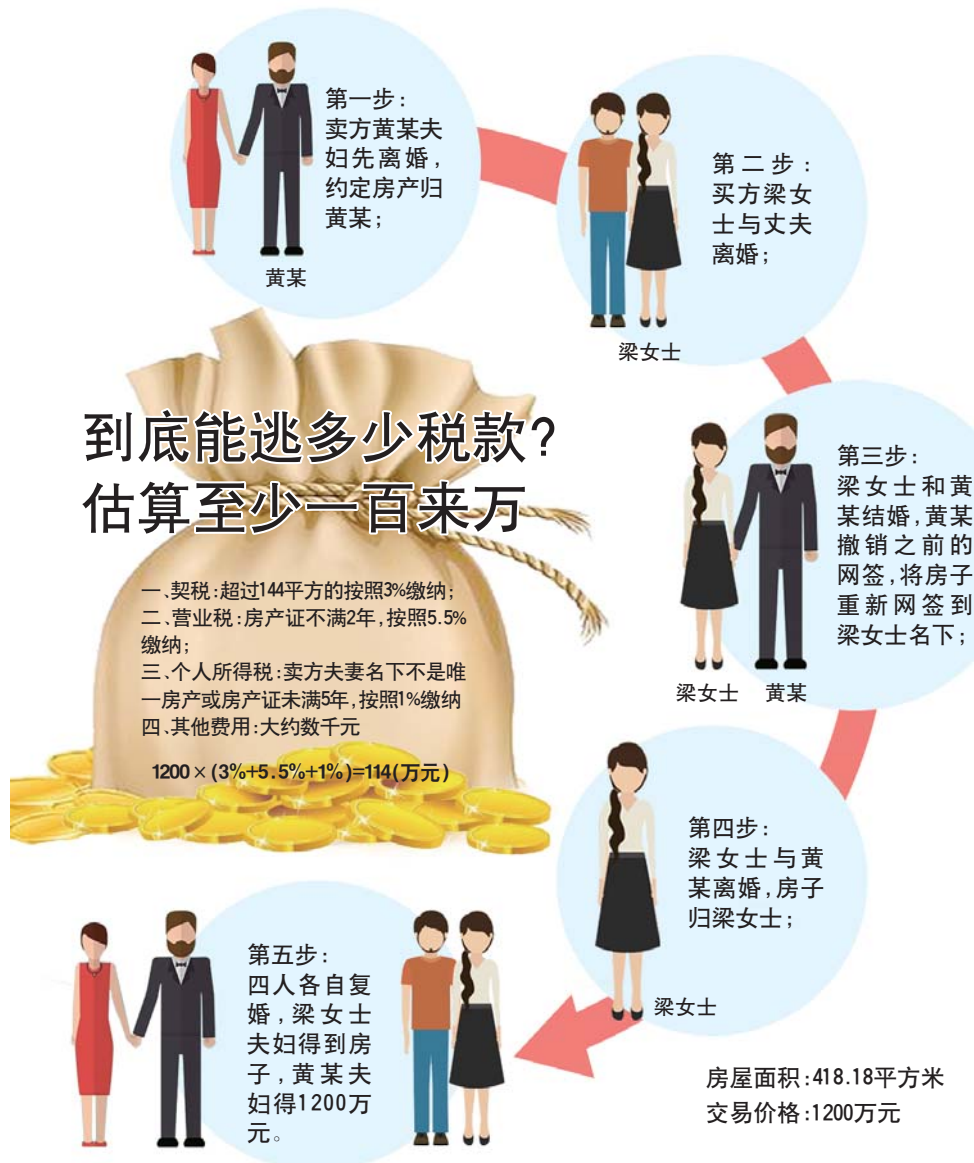 第一步：
卖方黄某夫
妇先离婚，
约定房产归
黄某；
黄某
第二步：
买方梁女
士与丈夫
离婚；
梁女士
第三步：
梁女士和黄
某结婚，黄某
撤销之前的
网签，将房子
重新网签到
梁女士名下；
梁女士 黄某
到底能逃多少税款？
估算至少一百来万
一、契税：超过144平方的按照3%缴纳；
二、营业税：房产证不满2年，按照5.5%
缴纳；
三、个人所得税：卖方夫妻名下不是唯
一房产或房产证未满5年，按照1%缴纳
四、其他费用：大约数千元
1200×(3%+5.5%+1%)=114(万元)
第四步：
梁女士与黄
某离婚，房子
归梁女士；
梁女士
第五步：
四人各自复
婚，梁女士
夫妇得到房
子，黄某夫
妇得1200万
元。
房屋面积：418.18平方米
交易价格：1200万元